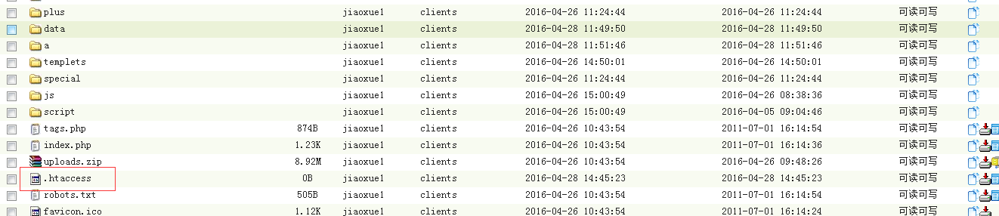 plus jiaoxue1 clients 2016-04-26 11:24:44 2016-04-26 11:24:44 可读可写
data jiaoxue1 clients 2016-04-28 11:49:50 2016-04-28 11:49:50 可读可写
a jiaoxue1 clients 2016-04-28 11:51:46 2016-04-28 11:51:46 可读可写
templets jiaoxue1 clients 2016-04-26 14:50:01 2016-04-26 14:50:01 可读可写
special jiaoxue1 clients 2016-04-26 11:24:44 2016-04-26 11:24:44 可读可写
js jiaoxue1 clients 2016-04-26 15:00:49 2016-04-26 08:38:36 可读可写
script jiaoxue1 clients 2016-04-26 15:00:49 2016-04-05 09:04:46 可读可写
tags.php 874B jiaoxue1 clients 2016-04-26 10:43:54 2011-07-01 16:14:54 可读可写
index.php 1.23K jiaoxue1 clients 2016-04-26 10:43:54 2011-07-01 16:14:36 可读可写
uploads.zip 8.92M jiaoxue1 clients 2016-04-26 10:43:54 2016-04-26 09:48:26 可读可写
.htaccess 0B jiaoxue1 clients 2016-04-28 14:45:23 2016-04-28 14:45:23 可读可写
robots.txt 505B jiaoxue1 clients 2016-04-26 10:43:54 2011-07-01 16:14:54 可读可写
favicon.ico 1.12K jiaoxue1 clients 2016-04-26 10:43:54 2011-07-01 16:14:24 可读可写